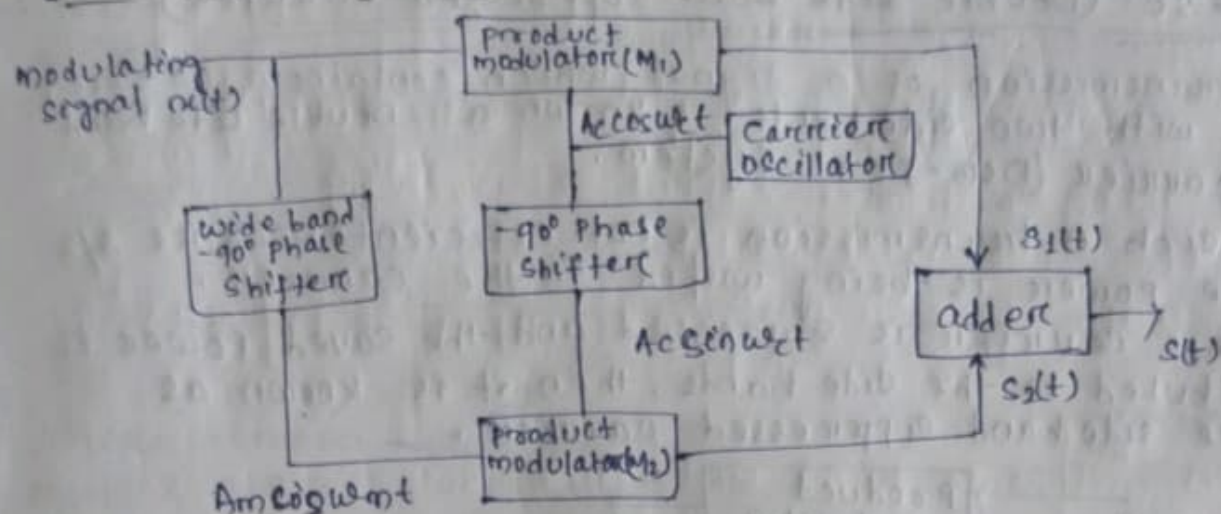 product
modulator(M1)
modulating
signal x(t)
Accosωct
Carrier
oscillator
wide band
-90° phase
shifter
-90° phase
shifter
S1(t)
adder
S(t)
Acsinωct
S2(t)
product
modulator(M2)
Amcosωmt